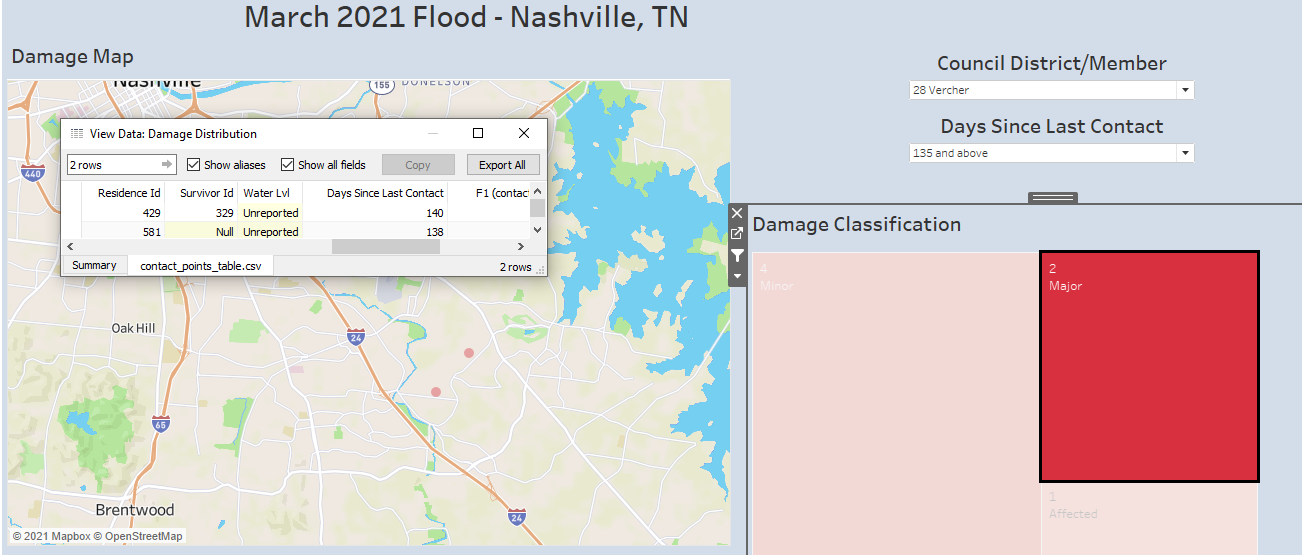 March 2021 Flood - Nashville, TN
Damage Map
Council District/Member
28 Vercher
Days Since Last Contact
135 and above
Nashville
155
DONELSON
440
View Data: Damage Distribution
2 rows
Show aliases
Show all fields
Copy
Export All
Residence Id Survivor Id Water Lvl Days Since Last Contact F1 (contac
429 329 Unreported 140
581 Null Unreported 138
Summary contact_points_table.csv 2 rows
Damage Classification
4
Minor
2
Major
1
Affected
Oak Hill
24
65
Brentwood
24
© 2021 Mapbox © OpenStreetMap